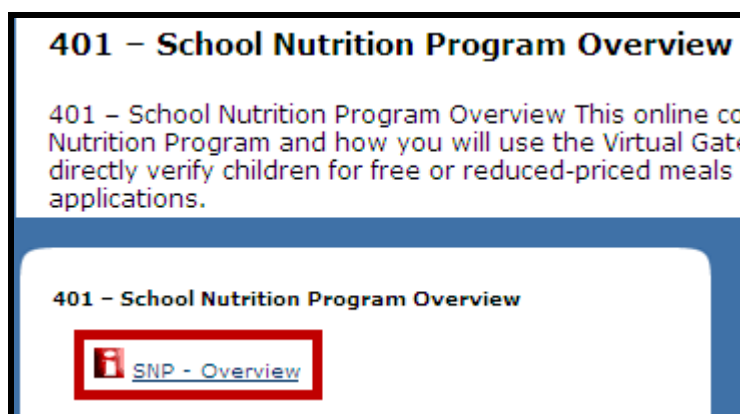 401 – School Nutrition Program Overview
401 – School Nutrition Program Overview This online
Nutrition Program and how you will use the Virtual
directly verify children for free or reduced-priced meals
applications.
401 – School Nutrition Program Overview
SNP - Overview